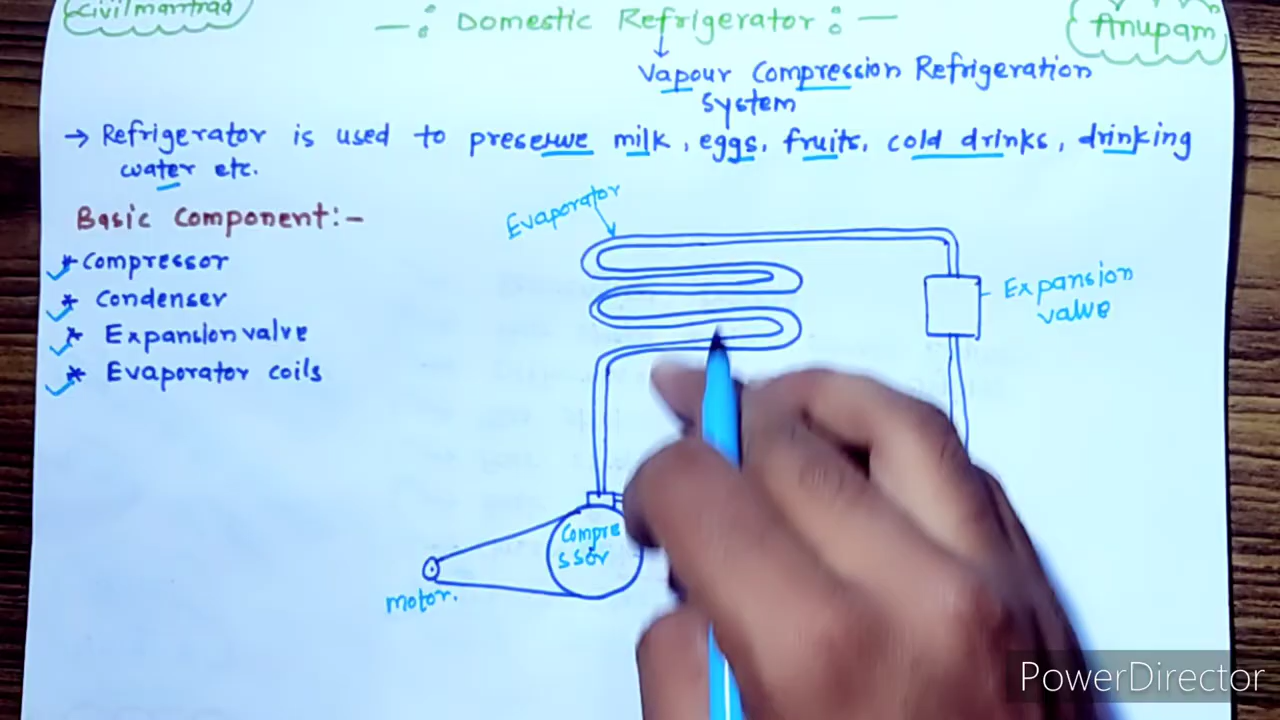 civilmantraa
—: Domestic Refrigerator :—
Anupam
Vapour Compression Refrigeration
System
→ Refrigerator is used to preserve milk, eggs, fruits, cold drinks, drinking
water etc.
Basic Component:-
* Compressor
* Condenser
* Expansion valve
* Evaporator coils
Evaporator
Expansion
valve
Compre
ssor
motor.
PowerDirector